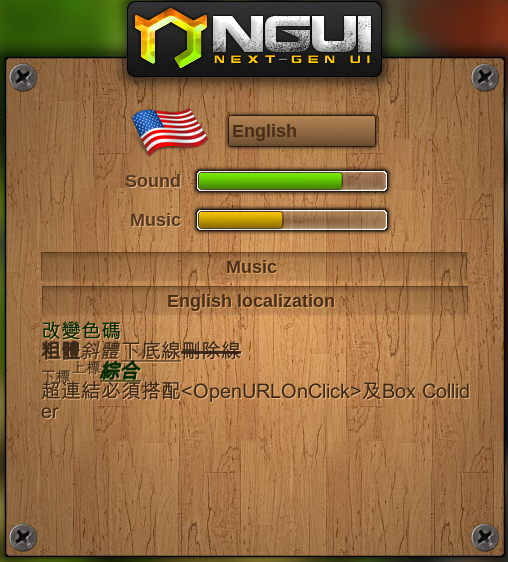 NGUI
NEXT-GEN UI
English
Sound
Music
Music
English localization
改變色碼
粗體斜體下底線刪除線
下標上標綜合
超連結必須搭配<OpenURLOnClick>及Box Collid
er